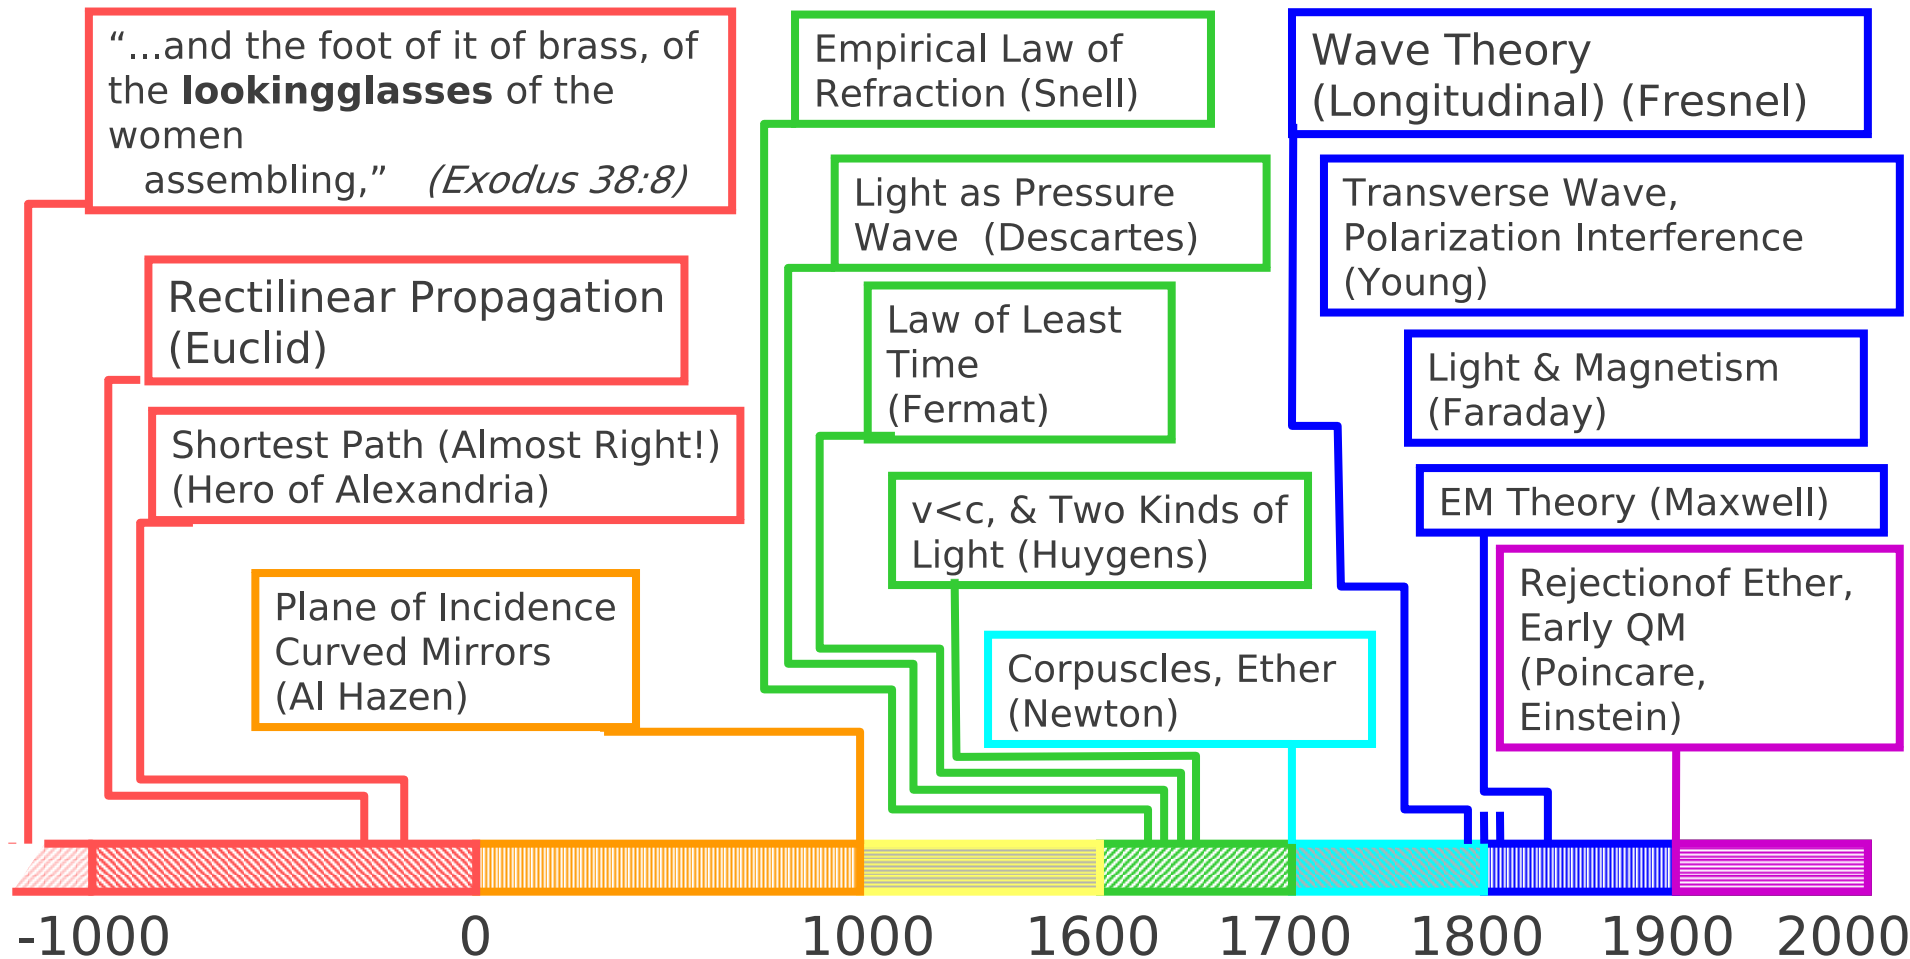 “...and the foot of it of brass, of
the lookingglasses of the
women
assembling,” (Exodus 38:8)
Rectilinear Propagation
(Euclid)
Shortest Path (Almost Right!)
(Hero of Alexandria)
Plane of Incidence
Curved Mirrors
(Al Hazen)
Empirical Law of
Refraction (Snell)
Light as Pressure
Wave (Descartes)
Law of Least
Time
(Fermat)
v<c, & Two Kinds of
Light (Huygens)
Corpuscles, Ether
(Newton)
Wave Theory
(Longitudinal) (Fresnel)
Transverse Wave,
Polarization Interference
(Young)
Light & Magnetism
(Faraday)
EM Theory (Maxwell)
Rejectionof Ether,
Early QM
(Poincare,
Einstein)
-1000 0 1000 1600 1700 1800 1900 2000